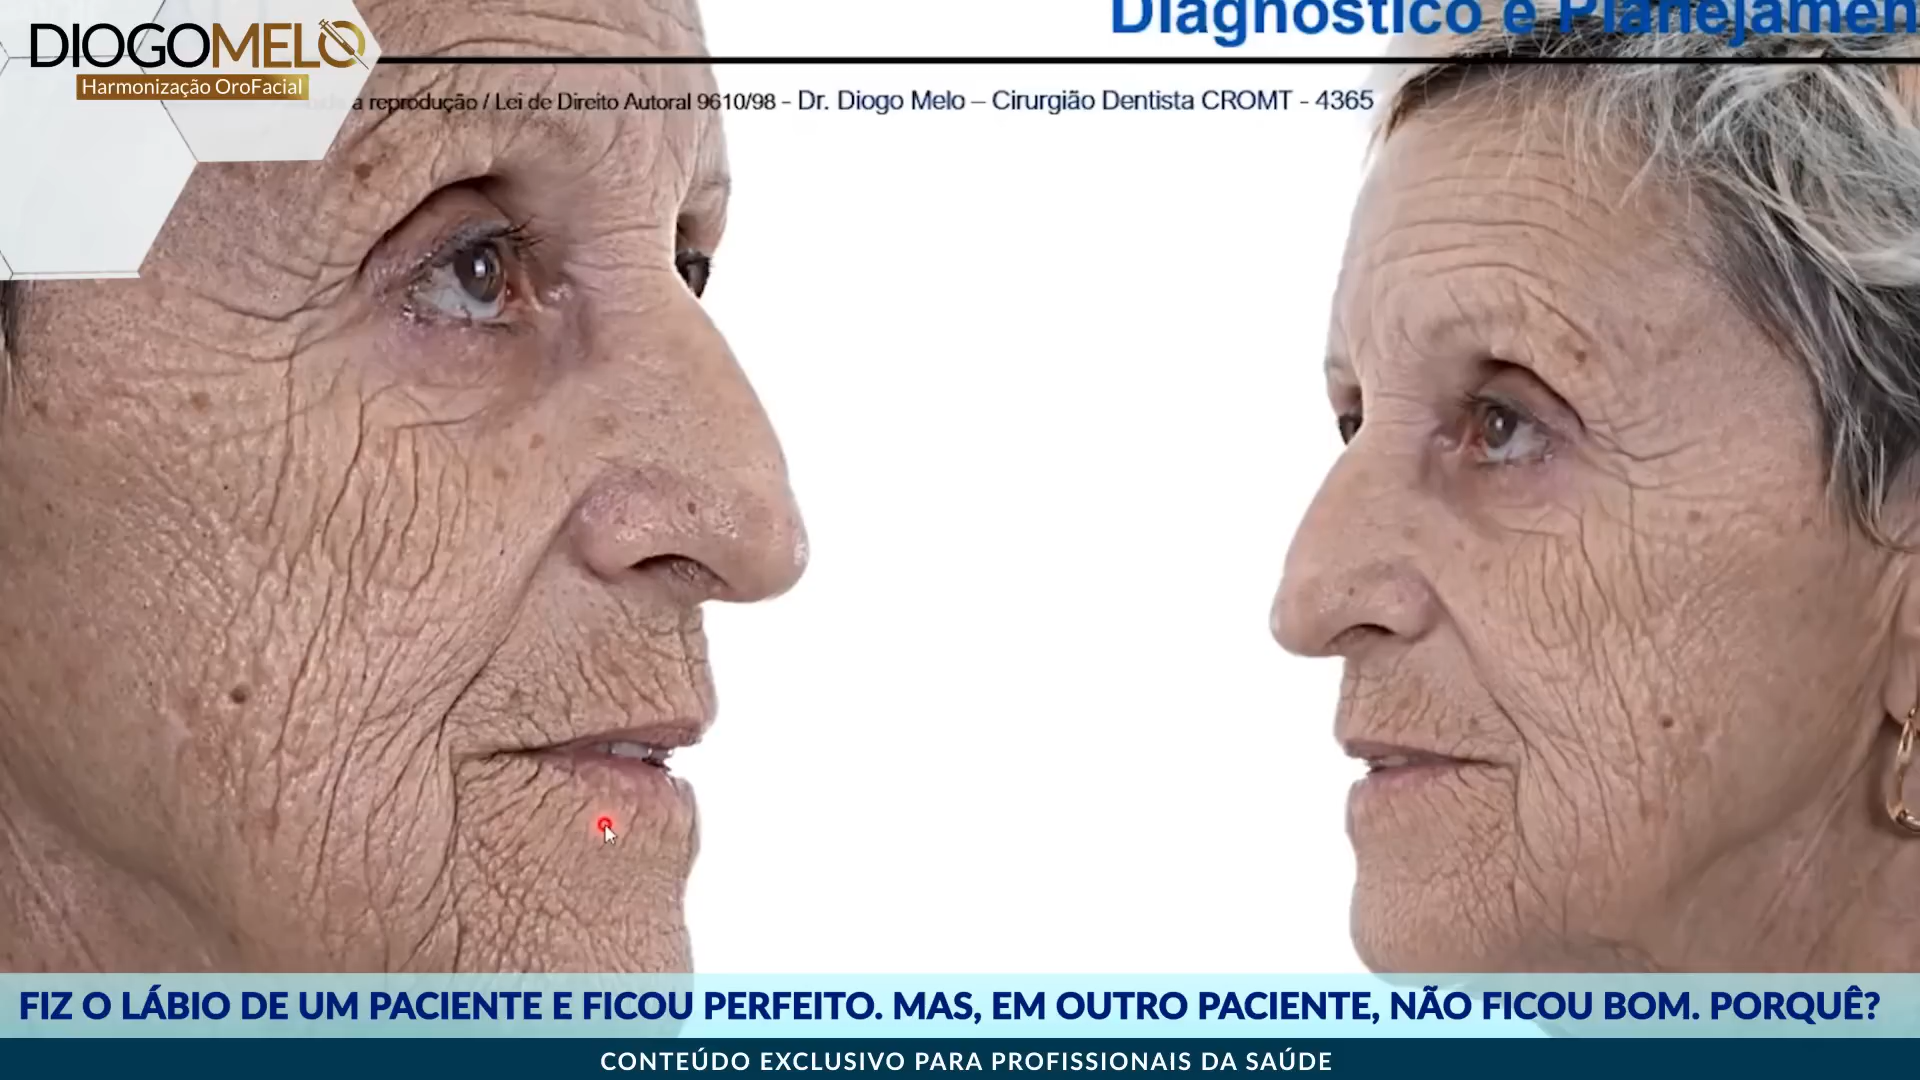 DIOGOMELO
Harmonização OroFacial
Diagnóstico e
a reprodução / Lei de Direito Autoral 9610/98 - Dr. Diogo Melo – Cirurgião Dentista CROMT - 4365
FIZ O LÁBIO DE UM PACIENTE E FICOU PERFEITO. MAS, EM OUTRO PACIENTE, NÃO FICOU BOM. PORQUÊ?
CONTEÚDO EXCLUSIVO PARA PROFISSIONAIS DA SAÚDE